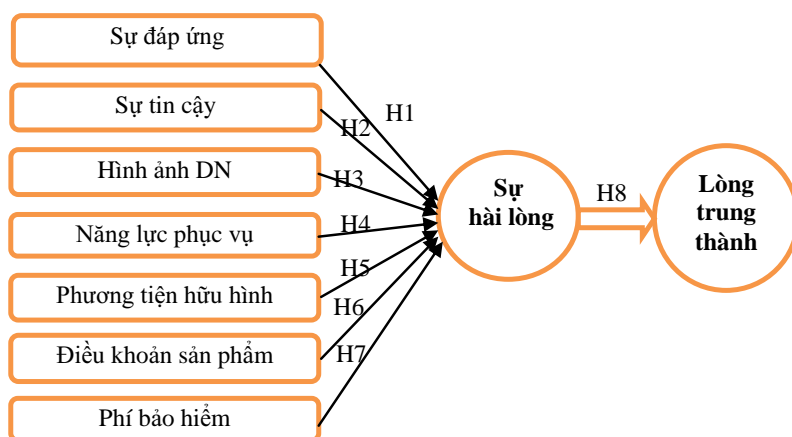 Sự đáp ứng
Sự tin cậy
Hình ảnh DN
Năng lực phục vụ
Phương tiện hữu hình
Điều khoản sản phẩm
Phí bảo hiểm
H1
H2
H3
H4
H5
H6
H7
Sự
hài lòng
H8
Lòng
trung
thành